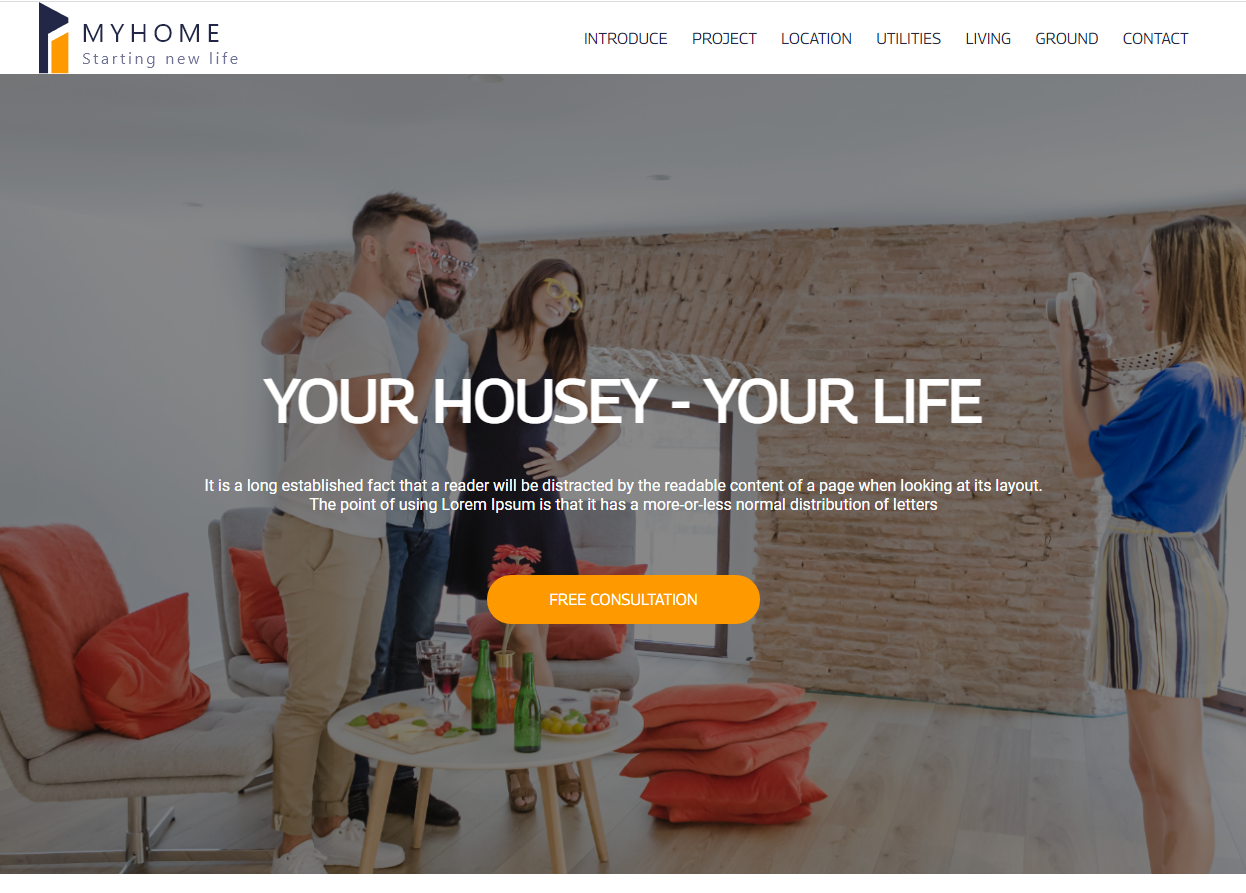 MYHOME
Starting new life
INTRODUCE PROJECT LOCATION UTILITIES LIVING GROUND CONTACT
YOUR HOUSEY - YOUR LIFE
It is a long established fact that a reader will be distracted by the readable content of a page when looking at its layout.
The point of using Lorem Ipsum is that it has a more-or-less normal distribution of letters
FREE CONSULTATION